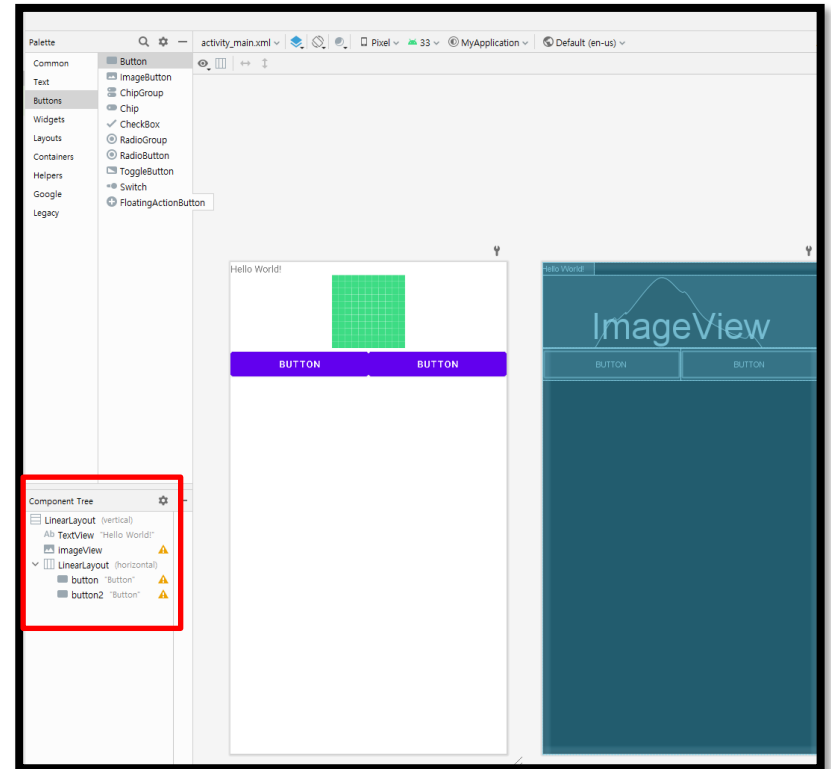 Palette
activity_main.xml
Pixel
33
MyApplication
Default (en-us)
Common
Text
Buttons
Widgets
Layouts
Containers
Helpers
Google
Legacy
Button
ImageButton
ChipGroup
Chip
CheckBox
RadioGroup
RadioButton
ToggleButton
Switch
FloatingActionButton
Hello World!
BUTTON
BUTTON
Hello World!
ImageView
BUTTON
BUTTON
Component Tree
LinearLayout (vertical)
Ab TextView "Hello World!"
imageView
LinearLayout (horizontal)
button "Button"
button2 "Button"